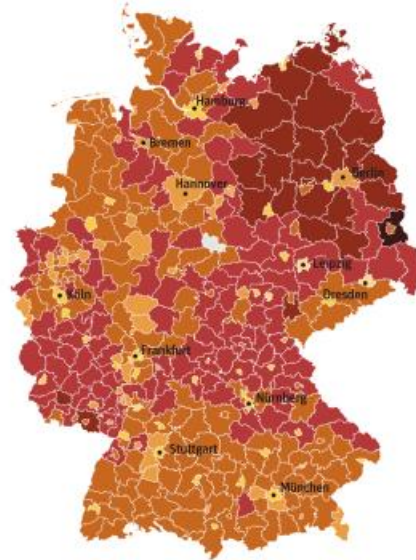 Hamburg
Bremen
Berlin
Hannover
Leipzig
Dresden
Köln
Frankfurt
Nürnberg
Stuttgart
München